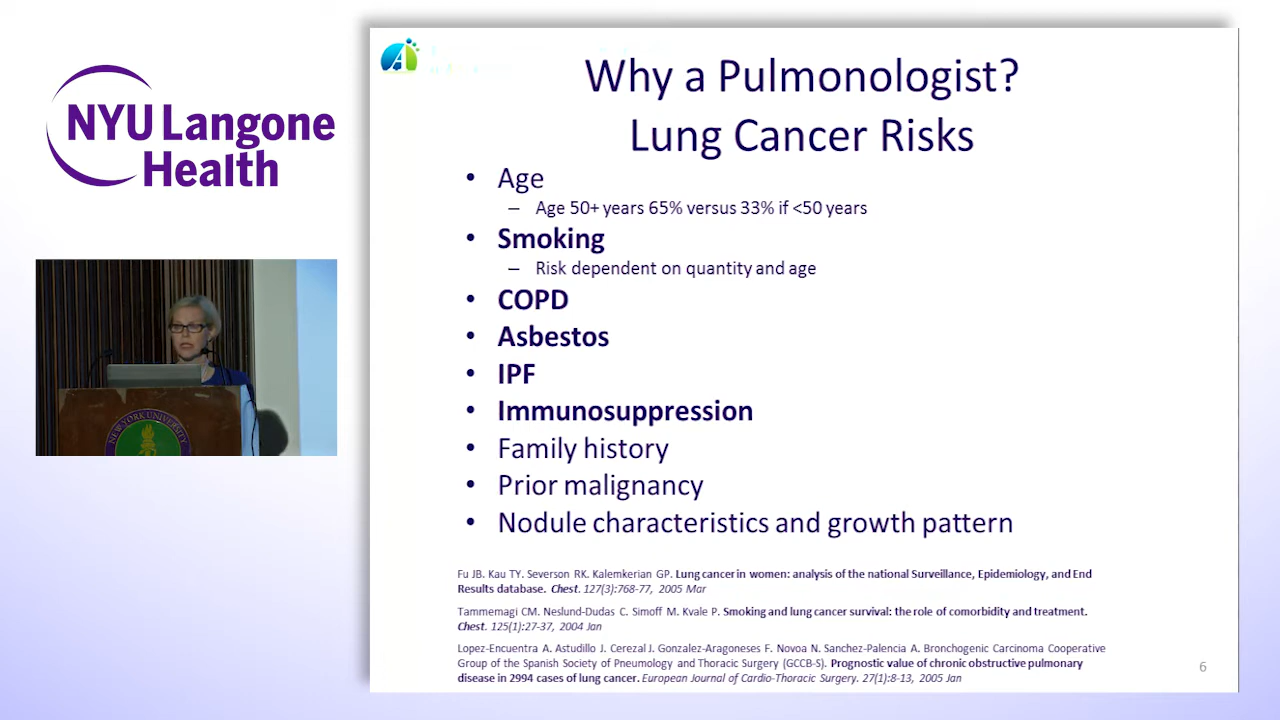 NYU Langone
Health
Why a Pulmonologist?
Lung Cancer Risks
• Age
– Age 50+ years 65% versus 33% if <50 years
• Smoking
– Risk dependent on quantity and age
• COPD
• Asbestos
• IPF
• Immunosuppression
• Family history
• Prior malignancy
• Nodule characteristics and growth pattern
Fu JB. Kau TY. Severson RK. Kalemkerian GP. Lung cancer in women: analysis of the national Surveillance, Epidemiology, and End
Results database. Chest. 127(3):768-77, 2005 Mar
Tammemagi CM. Neslund-Dudas C. Simoff M. Kvale P. Smoking and lung cancer survival: the role of comorbidity and treatment.
Chest. 125(1):27-37, 2004 Jan
Lopez-Encuentra A. Astudillo J. Cerezal J. Gonzalez-Aragoneses F. Novoa N. Sanchez-Palencia A. Bronchogenic Carcinoma Cooperative
Group of the Spanish Society of Pneumology and Thoracic Surgery (GCCB-S). Prognostic value of chronic obstructive pulmonary
disease in 2994 cases of lung cancer. European Journal of Cardio-Thoracic Surgery. 27(1):8-13, 2005 Jan
6
NEW YORK UNIVERSITY